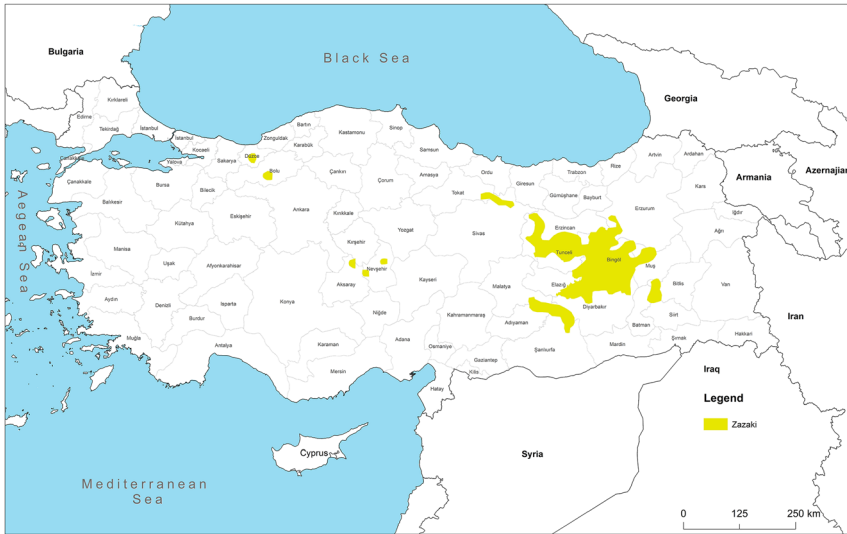 Bulgaria
Black Sea
Georgia
Kırklareli
Edirne
Tekirdağ
İstanbul
İstanbul
Kocaeli
Yalova
Sakarya
Düzce
Bolu
Zonguldak
Bartın
Karabük
Kastamonu
Sinop
Samsun
Çankırı
Çorum
Amasya
Ordu
Giresun
Trabzon
Rize
Artvin
Ardahan
Kars
Armania
Azernajian
Gümüşhane
Bayburt
Erzurum
Iğdır
Ağrı
Tokat
Çanakkale
Çanakkale
Balıkesir
Bursa
Bilecik
Eskişehir
Kütahya
Ankara
Kırıkkale
Yozgat
Sivas
Erzincan
Tunceli
Bingöl
Muş
Kırşehir
Nevşehir
Aegean Sea
Manisa
Uşak
Afyonkarahisar
İzmir
Aksaray
Kayseri
Malatya
Elazığ
Diyarbakır
Bitlis
Van
Siirt
Batman
Hakkari
Şırnak
Mardin
Iran
Aydın
Denizli
Isparta
Burdur
Konya
Niğde
Kahramanmaraş
Adıyaman
Şanlıurfa
Muğla
Antalya
Karaman
Mersin
Adana
Osmaniye
Gaziantep
Kilis
Hatay
Iraq
Legend
Zazaki
Cyprus
Syria
Mediterranean
Sea
0 125 250 km